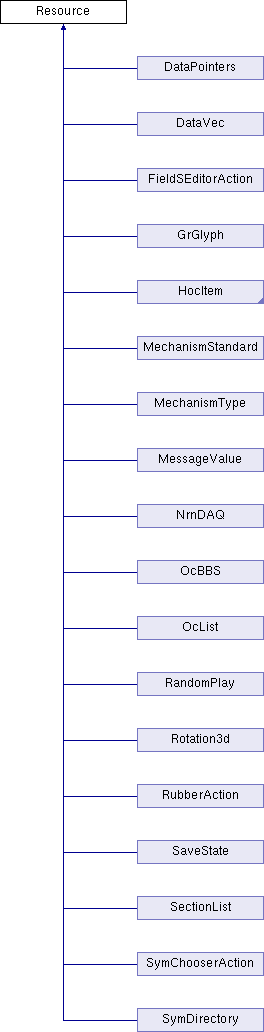 Resource
DataPointers
DataVec
FieldSEditorAction
GrGlyph
HocItem
MechanismStandard
MechanismType
MessageValue
NrnDAQ
OcBBS
OcList
RandomPlay
Rotation3d
RubberAction
SaveState
SectionList
SymChooserAction
SymDirectory